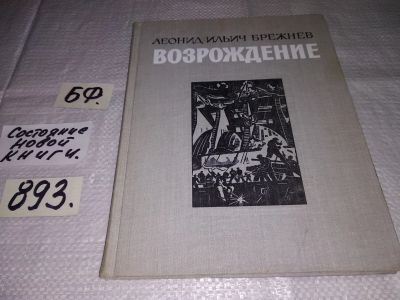 ЛЕОНИД ИЛЬИЧ БРЕЖНЕВ
ВОЗРОЖДЕНИЕ
БФ.
Состояние
новой
книги.
893.